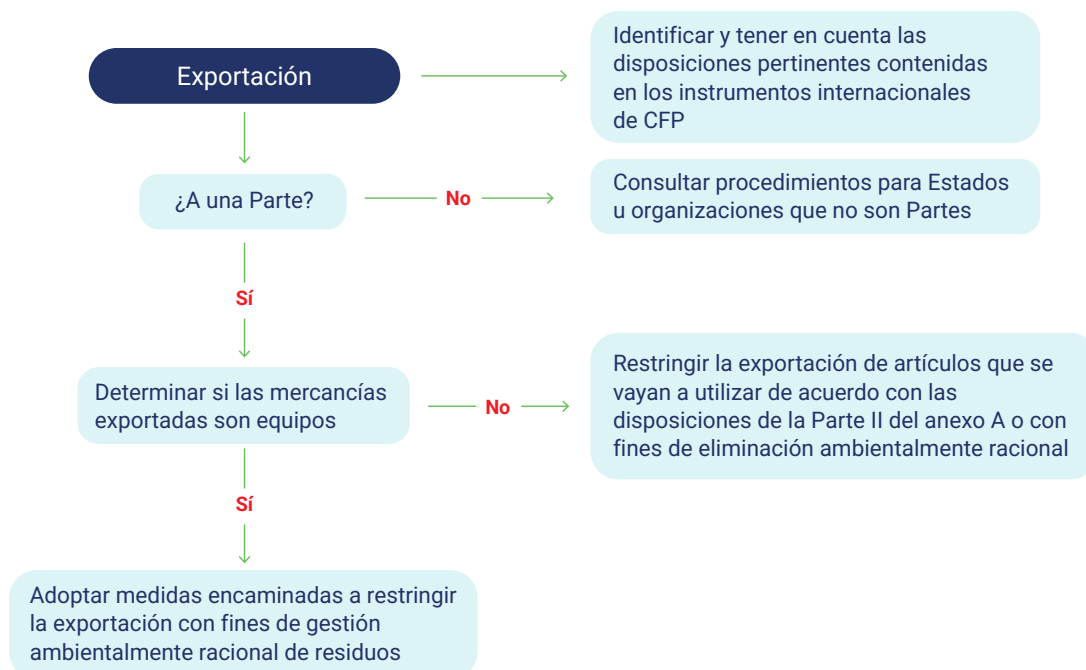 Exportación
Identificar y tener en cuenta las
disposiciones pertinentes contenidas
en los instrumentos internacionales
de CFP
¿A una Parte?
No
Consultar procedimientos para Estados
u organizaciones que no son Partes
Sí
Determinar si las mercancías
exportadas son equipos
No
Restringir la exportación de artículos que se
vayan a utilizar de acuerdo con las
disposiciones de la Parte II del anexo A o con
fines de eliminación ambientalmente racional
Sí
Adoptar medidas encaminadas a restringir
la exportación con fines de gestión
ambientalmente racional de residuos